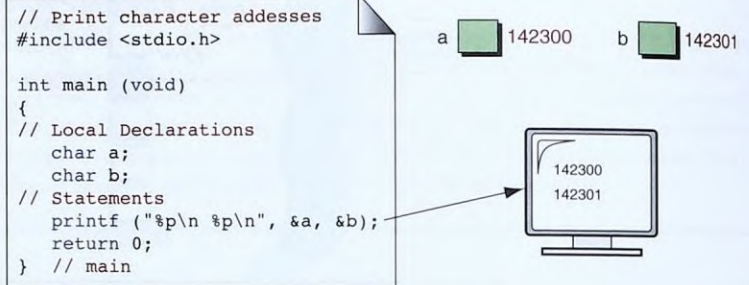 // Print character addesses
#include <stdio.h>
int main (void)
{
// Local Declarations
char a;
char b;
// Statements
printf ("%p\n %p\n", &a, &b);
return 0;
} // main
a 142300 b 142301
142300
142301